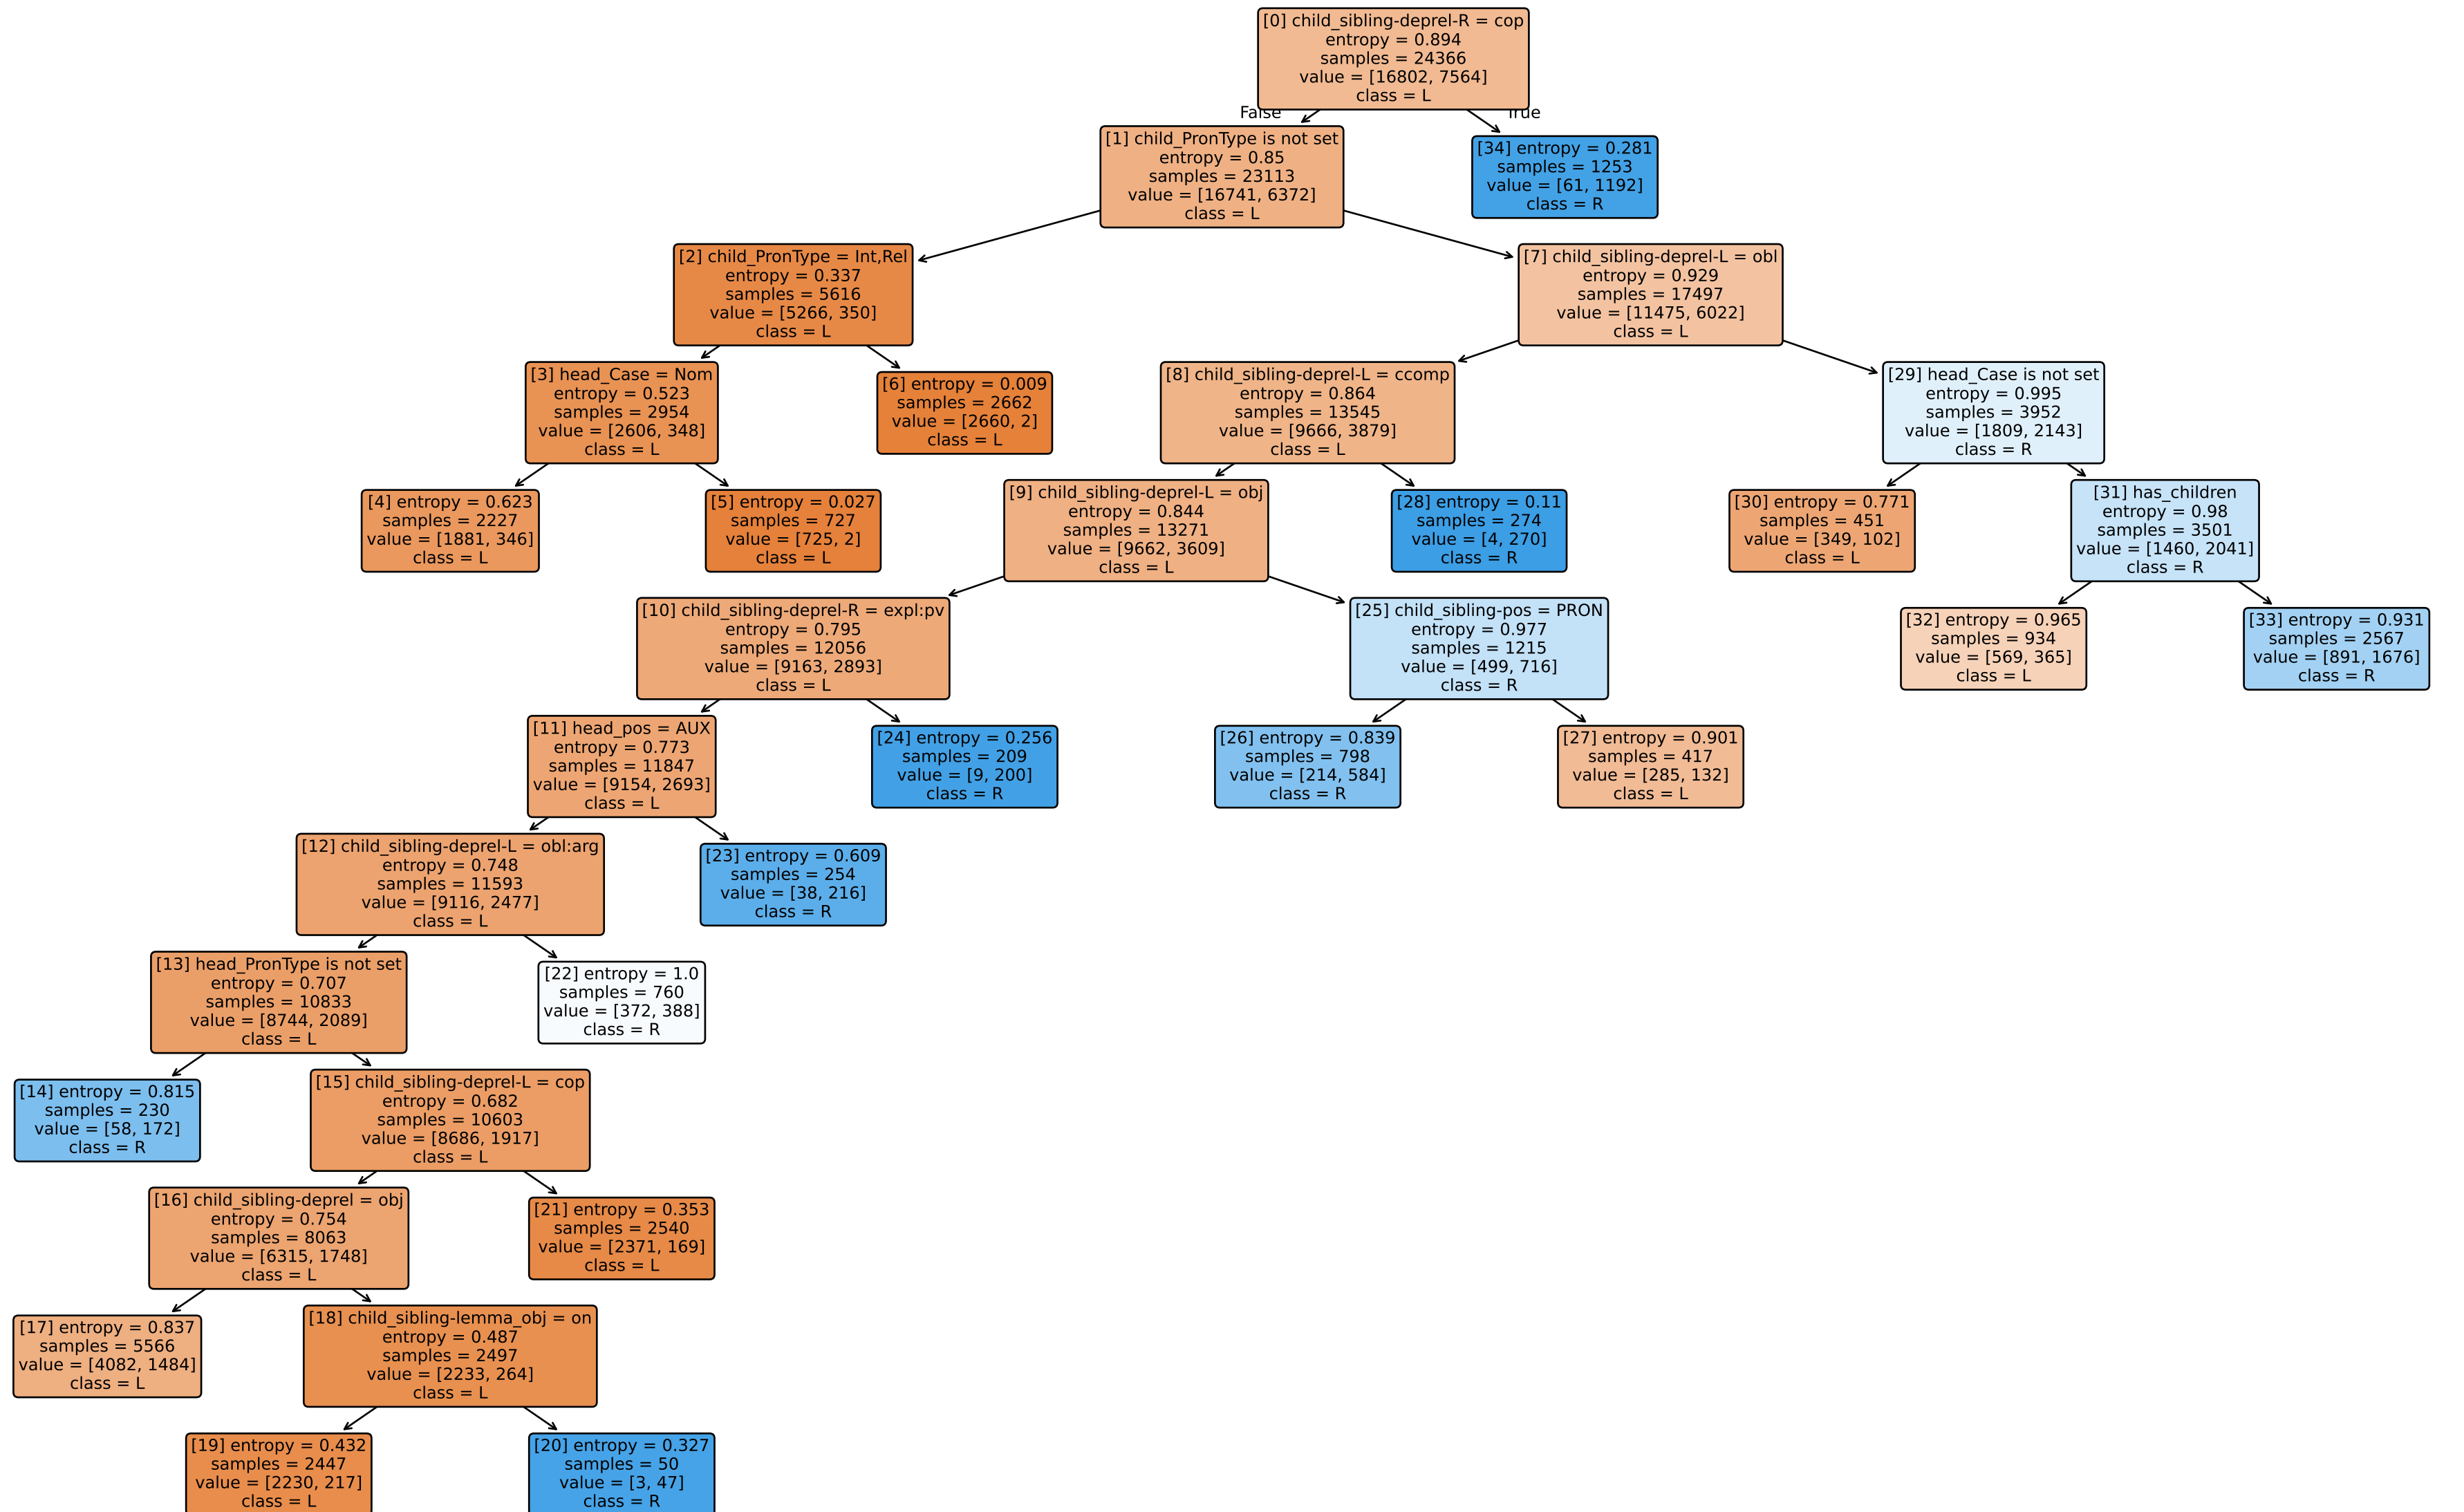 [0] child_sibling-deprel-R = cop
entropy = 0.894
samples = 24366
value = [16802, 7564]
class = L
False
True
[1] child_PronType is not set
entropy = 0.85
samples = 23113
value = [16741, 6372]
class = L
[34] entropy = 0.281
samples = 1253
value = [61, 1192]
class = R
[2] child_PronType = Int,Rel
entropy = 0.337
samples = 5616
value = [5266, 350]
class = L
[7] child_sibling-deprel-L = obl
entropy = 0.929
samples = 17497
value = [11475, 6022]
class = L
[3] head_Case = Nom
entropy = 0.523
samples = 2954
value = [2606, 348]
class = L
[6] entropy = 0.009
samples = 2662
value = [2660, 2]
class = L
[8] child_sibling-deprel-L = ccomp
entropy = 0.864
samples = 13545
value = [9666, 3879]
class = L
[29] head_Case is not set
entropy = 0.995
samples = 3952
value = [1809, 2143]
class = R
[4] entropy = 0.623
samples = 2227
value = [1881, 346]
class = L
[5] entropy = 0.027
samples = 727
value = [725, 2]
class = L
[9] child_sibling-deprel-L = obj
entropy = 0.844
samples = 13271
value = [9662, 3609]
class = L
[28] entropy = 0.11
samples = 274
value = [4, 270]
class = R
[30] entropy = 0.771
samples = 451
value = [349, 102]
class = L
[31] has_children
entropy = 0.98
samples = 3501
value = [1460, 2041]
class = R
[10] child_sibling-deprel-R = expl:pv
entropy = 0.795
samples = 12056
value = [9163, 2893]
class = L
[25] child_sibling-pos = PRON
entropy = 0.977
samples = 1215
value = [499, 716]
class = R
[32] entropy = 0.965
samples = 934
value = [569, 365]
class = L
[33] entropy = 0.931
samples = 2567
value = [891, 1676]
class = R
[11] head_pos = AUX
entropy = 0.773
samples = 11847
value = [9154, 2693]
class = L
[24] entropy = 0.256
samples = 209
value = [9, 200]
class = R
[26] entropy = 0.839
samples = 798
value = [214, 584]
class = R
[27] entropy = 0.901
samples = 417
value = [285, 132]
class = L
[12] child_sibling-deprel-L = obl:arg
entropy = 0.748
samples = 11593
value = [9116, 2477]
class = L
[23] entropy = 0.609
samples = 254
value = [38, 216]
class = R
[13] head_PronType is not set
entropy = 0.707
samples = 10833
value = [8744, 2089]
class = L
[22] entropy = 1.0
samples = 760
value = [372, 388]
class = R
[14] entropy = 0.815
samples = 230
value = [58, 172]
class = R
[15] child_sibling-deprel-L = cop
entropy = 0.682
samples = 10603
value = [8686, 1917]
class = L
[16] child_sibling-deprel = obj
entropy = 0.754
samples = 8063
value = [6315, 1748]
class = L
[21] entropy = 0.353
samples = 2540
value = [2371, 169]
class = L
[17] entropy = 0.837
samples = 5566
value = [4082, 1484]
class = L
[18] child_sibling-lemma_obj = on
entropy = 0.487
samples = 2497
value = [2233, 264]
class = L
[19] entropy = 0.432
samples = 2447
value = [2230, 217]
class = L
[20] entropy = 0.327
samples = 50
value = [3, 47]
class = R